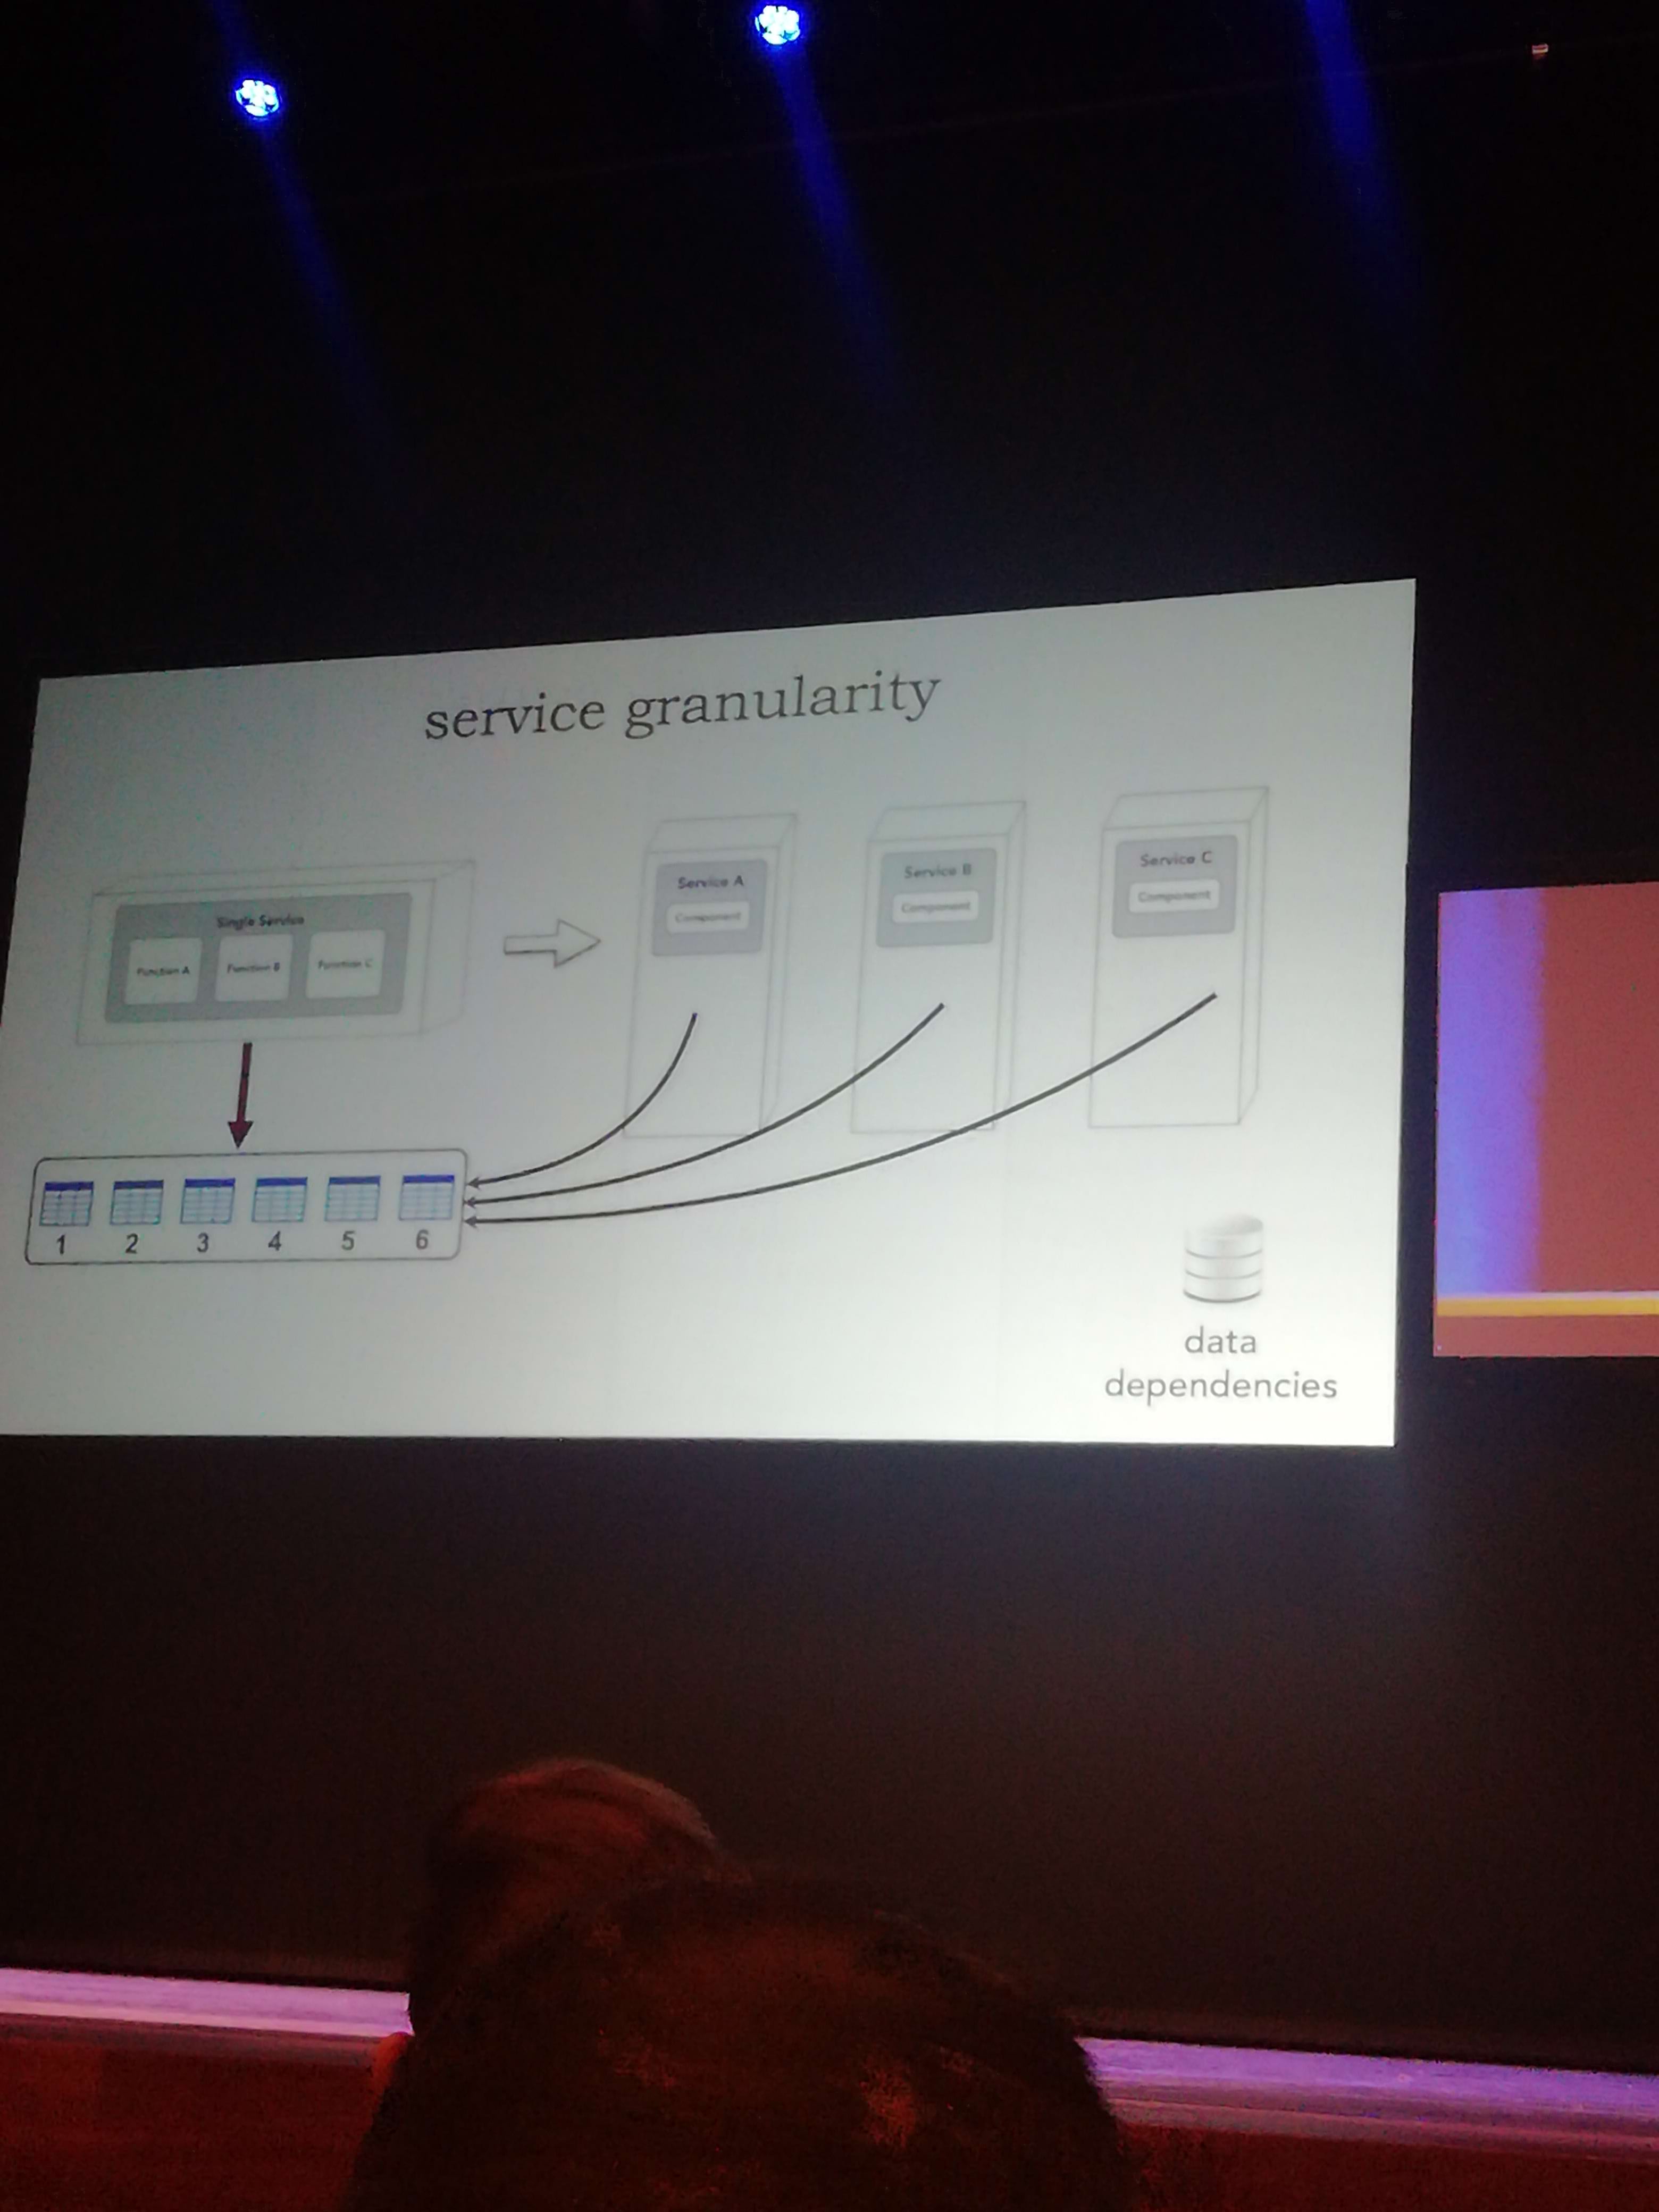 service granularity
Single Service
Function A
Function B
Function C
Service A
Component
Service B
Component
Service C
Component
1 2 3 4 5 6
data
dependencies